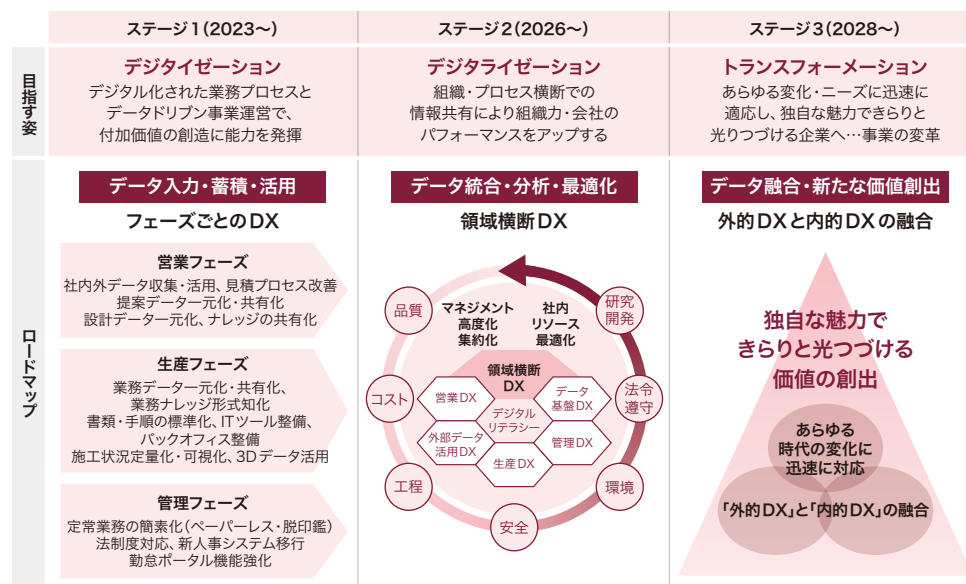 ステージ1(2023〜)
ステージ2(2026〜)
ステージ3(2028〜)
目指す姿
デジタイゼーション
デジタル化された業務プロセスと
データドリブン事業運営で、
付加価値の創造に能力を発揮
デジタライゼーション
組織・プロセス横断での
情報共有により組織力・会社の
パフォーマンスをアップする
トランスフォーメーション
あらゆる変化・ニーズに迅速に
適応し、独自な魅力できらりと
光りつづける企業へ…事業の変革
ロードマップ
データ入力・蓄積・活用
フェーズごとのDX
営業フェーズ
社内外データ収集・活用、見積プロセス改善
提案データ一元化・共有化
設計データ一元化、ナレッジの共有化
生産フェーズ
業務データ一元化・共有化、
業務ナレッジ形式知化
書類・手順の標準化、ITツール整備、
バックオフィス整備
施工状況定量化・可視化、3Dデータ活用
管理フェーズ
定常業務の簡素化(ペーパーレス・脱印鑑)
法制度対応、新人事システム移行
勤怠ポータル機能強化
データ統合・分析・最適化
領域横断DX
品質
マネジメント
高度化
集約化
社内
リソース
最適化
研究
開発
領域横断
DX
コスト
営業DX
データ
基盤DX
法令
遵守
デジタル
リテラシー
外部データ
活用DX
管理DX
生産DX
工程
環境
安全
データ融合・新たな価値創出
外的DXと内的DXの融合
独自な魅力で
きらりと光つづける
価値の創出
あらゆる
時代の変化に
迅速に対応
「外的DX」と「内的DX」の融合